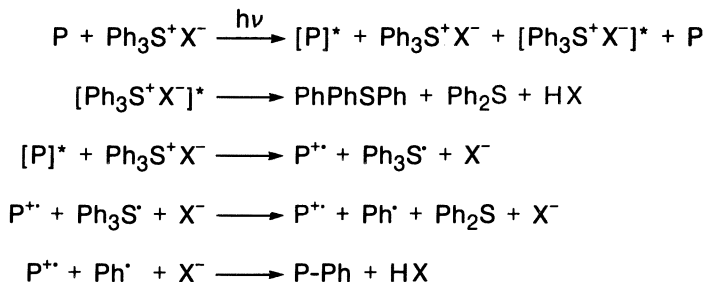 hν
P + Ph₃S⁺X⁻ ⟶ [P]* + Ph₃S⁺X⁻ + [Ph₃S⁺X⁻]* + P
[Ph₃S⁺X⁻]* ⟶ PhPhSPh + Ph₂S + HX
[P]* + Ph₃S⁺X⁻ ⟶ P⁺• + Ph₃S• + X⁻
P⁺• + Ph₃S• + X⁻ ⟶ P⁺• + Ph• + Ph₂S + X⁻
P⁺• + Ph• + X⁻ ⟶ P-Ph + HX